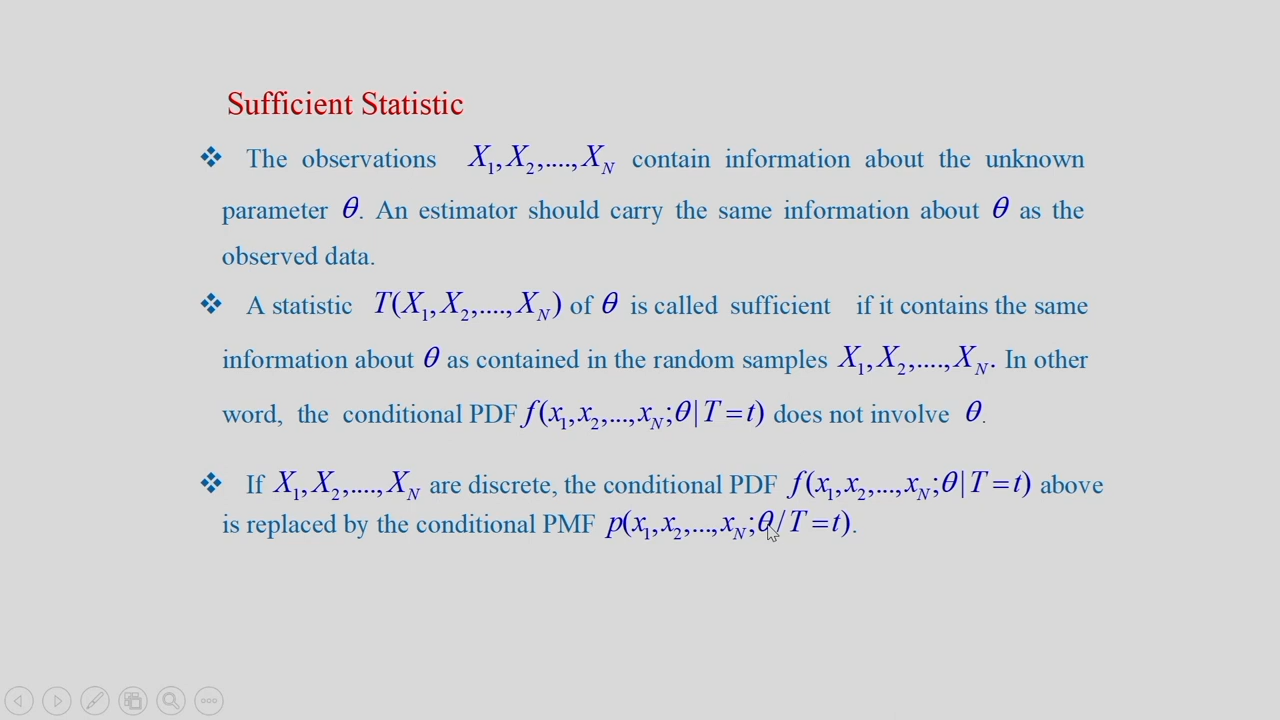 Sufficient Statistic
❖ The observations X₁, X₂,...., X_N contain information about the unknown
parameter θ. An estimator should carry the same information about θ as the
observed data.
❖ A statistic T(X₁, X₂,...., X_N) of θ is called sufficient if it contains the same
information about θ as contained in the random samples X₁, X₂,...., X_N. In other
word, the conditional PDF f(x₁, x₂,..., x_N; θ | T = t) does not involve θ.
❖ If X₁, X₂,...., X_N are discrete, the conditional PDF f(x₁, x₂,..., x_N; θ | T = t) above
is replaced by the conditional PMF p(x₁, x₂,..., x_N; θ / T = t).